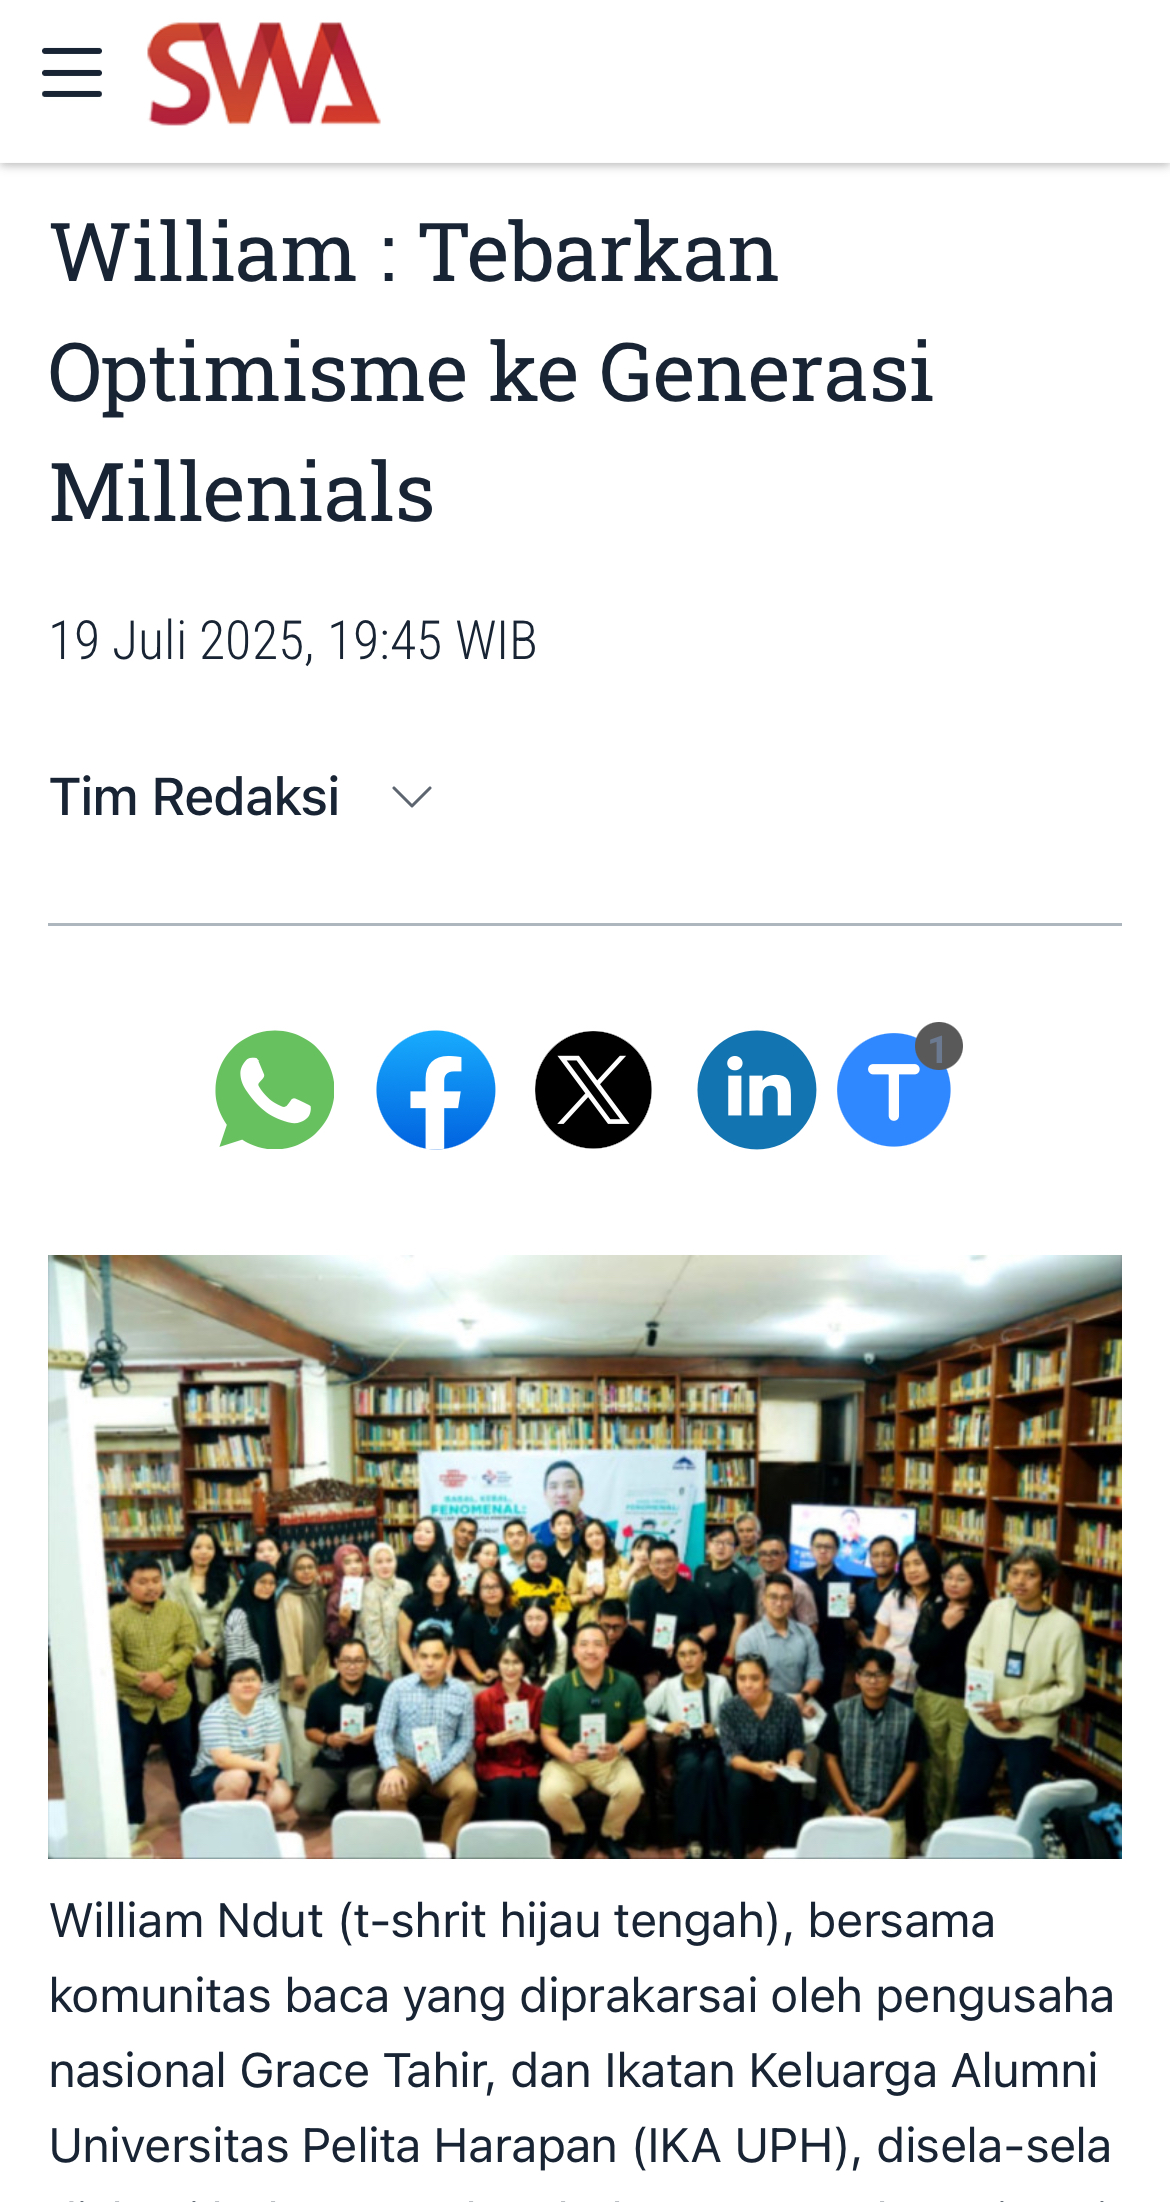 SWA
William : Tebarkan
Optimisme ke Generasi
Millenials
19 Juli 2025, 19:45 WIB
Tim Redaksi
in
T
1
FENOMENAL:
FENOMENAL:
William Ndut (t-shrit hijau tengah), bersama
komunitas baca yang diprakarsai oleh pengusaha
nasional Grace Tahir, dan Ikatan Keluarga Alumni
Universitas Pelita Harapan (IKA UPH), disela-sela